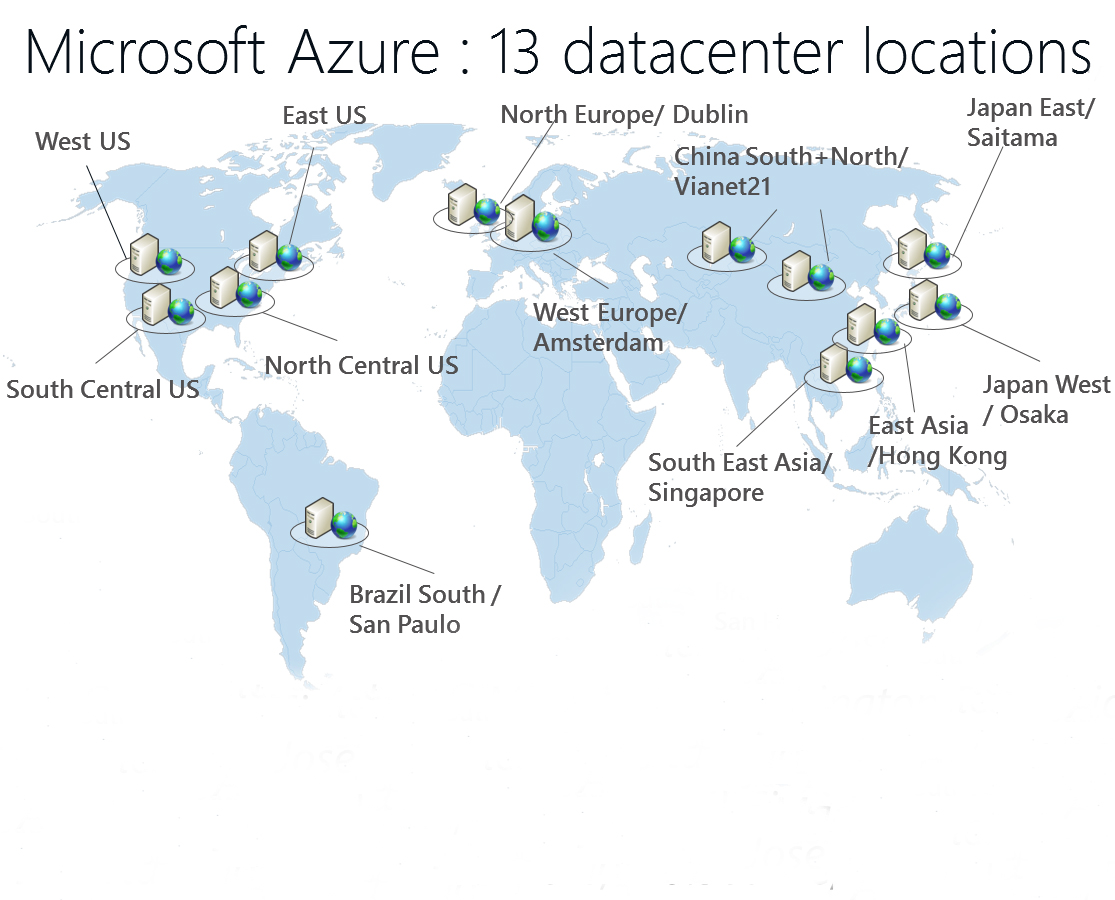 Microsoft Azure : 13 datacenter locations
East US
North Europe/ Dublin
Japan East/
Saitama
West US
China South+North/
Vianet21
West Europe/
Amsterdam
North Central US
South Central US
Japan West
/ Osaka
East Asia
/Hong Kong
South East Asia/
Singapore
Brazil South /
San Paulo